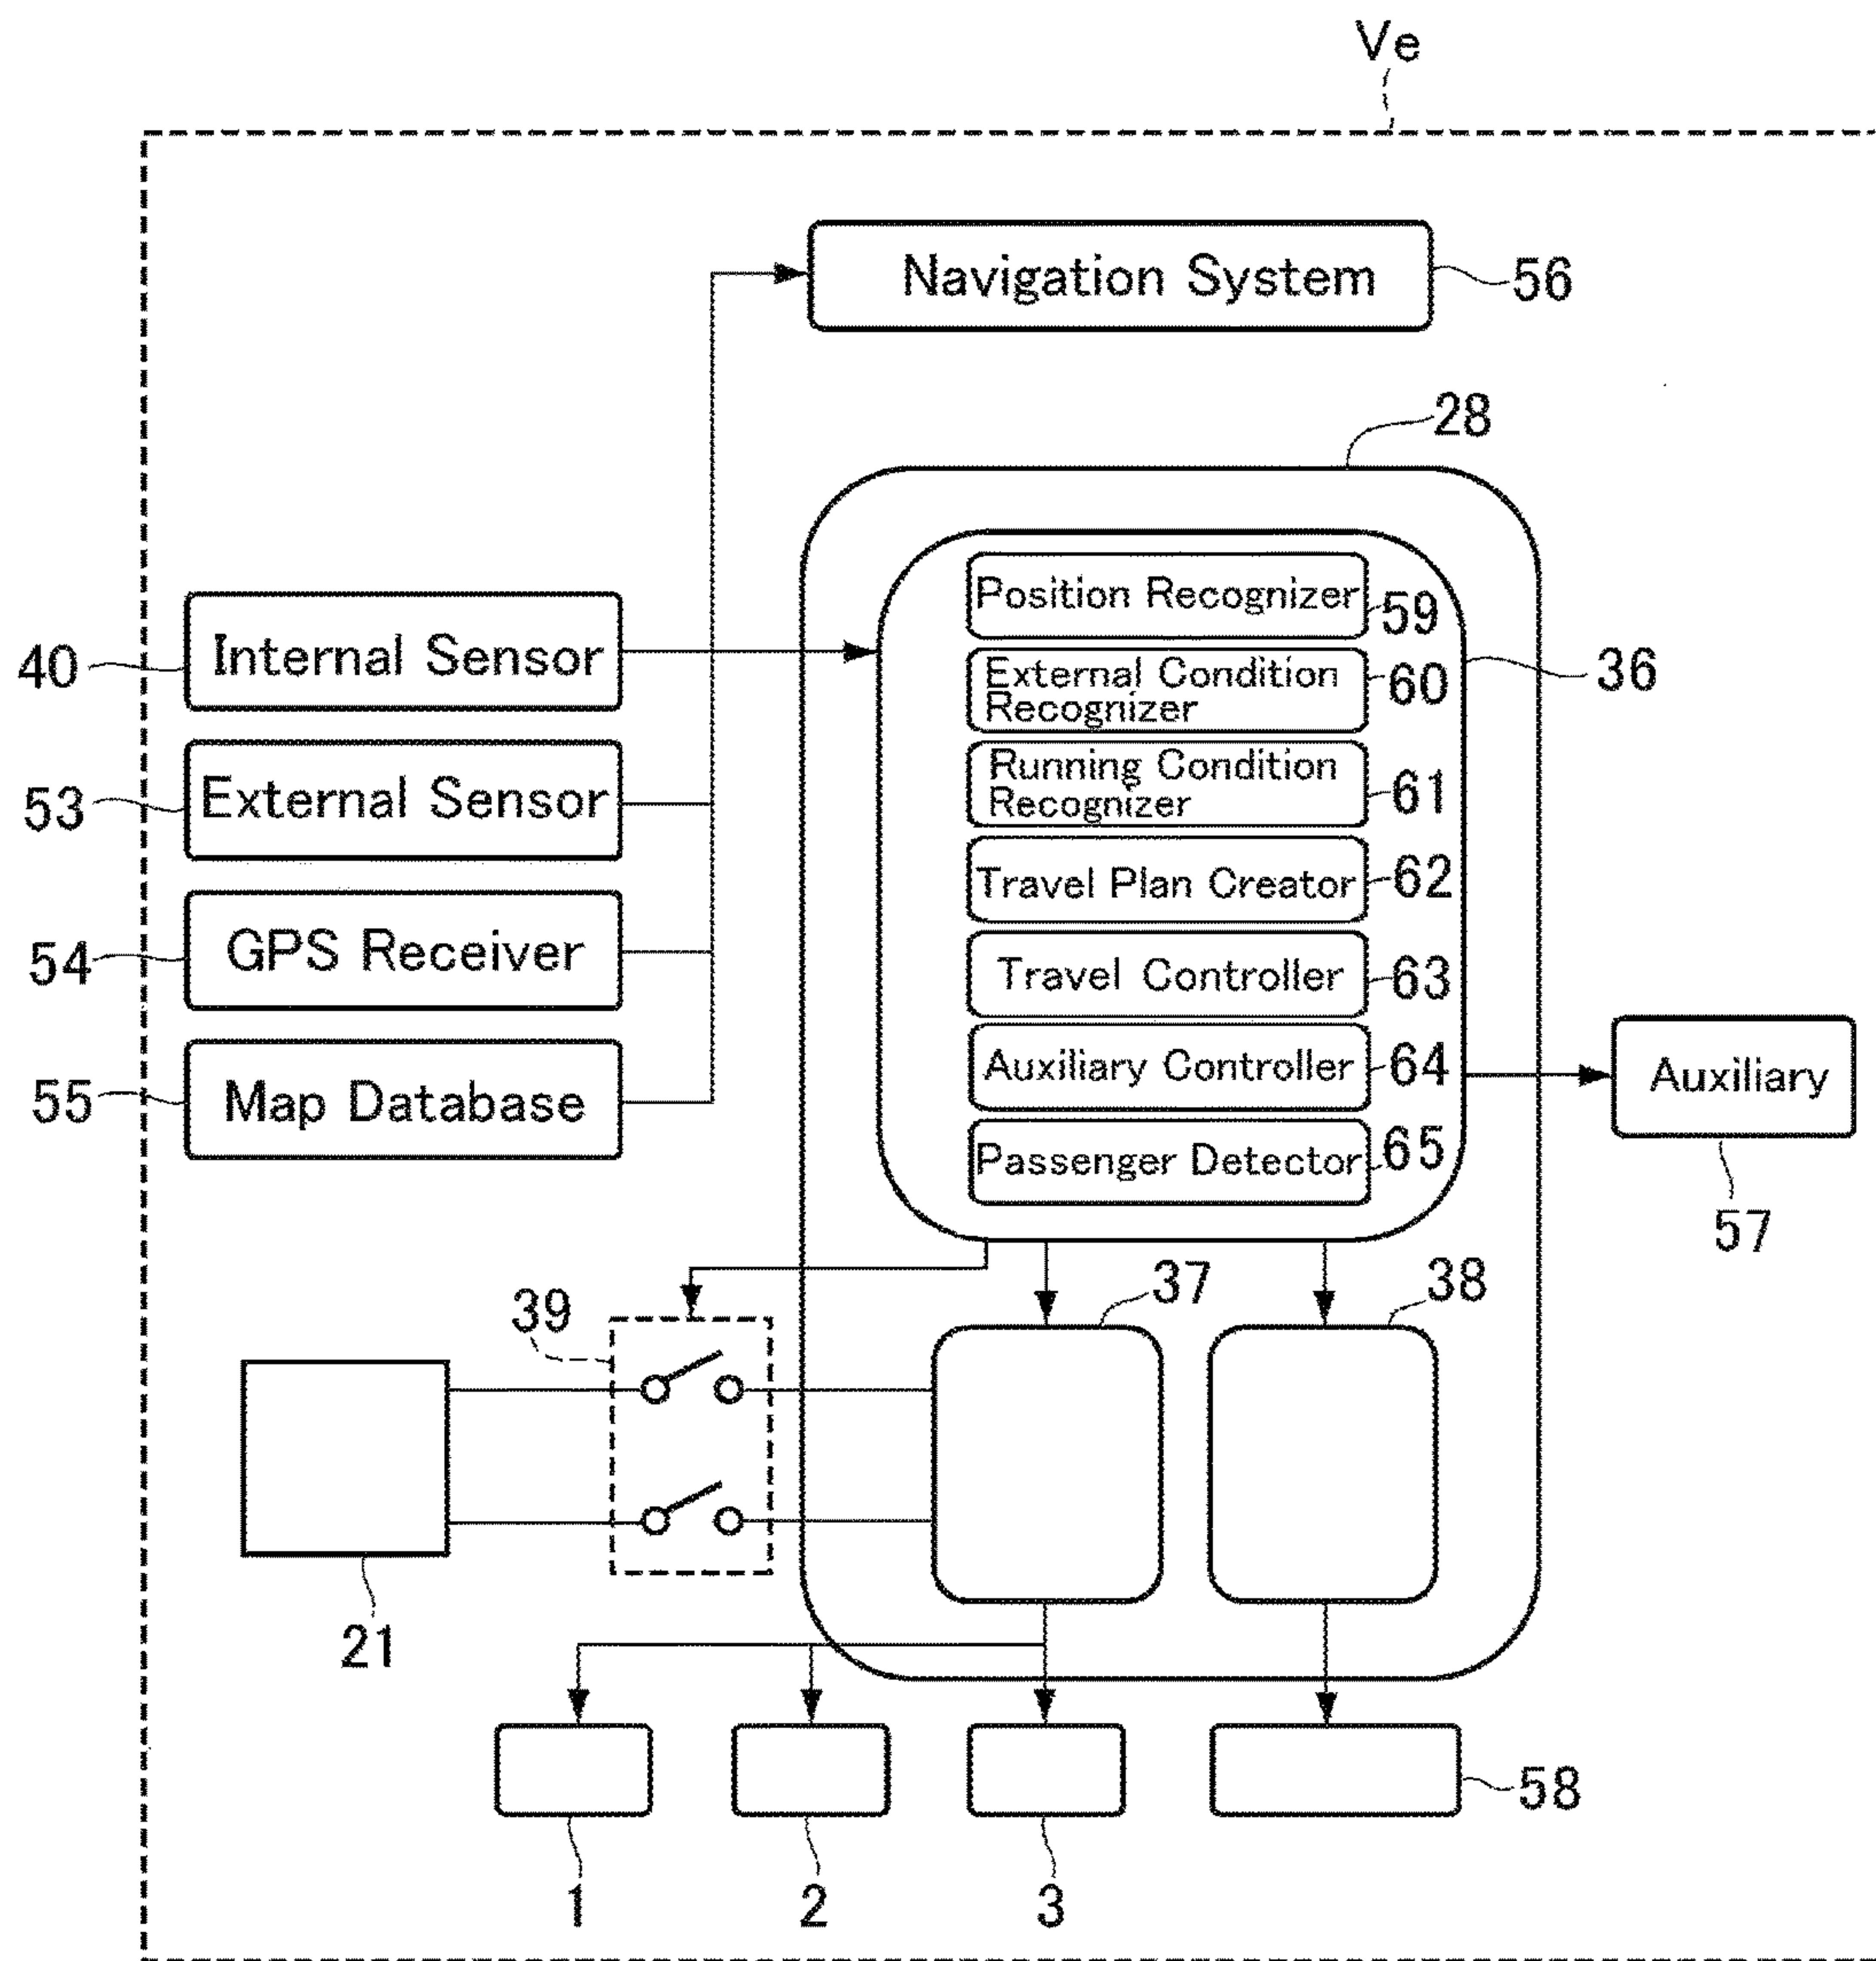 Ve
Navigation System
56
28
Position Recognizer
59
Internal Sensor
40
External Condition
Recognizer
60
36
External Sensor
53
Running Condition
Recognizer
61
Travel Plan Creator
62
GPS Receiver
54
Travel Controller
63
Map Database
55
Auxiliary Controller
64
Auxiliary
57
Passenger Detector
65
39
37
38
21
58
1
2
3